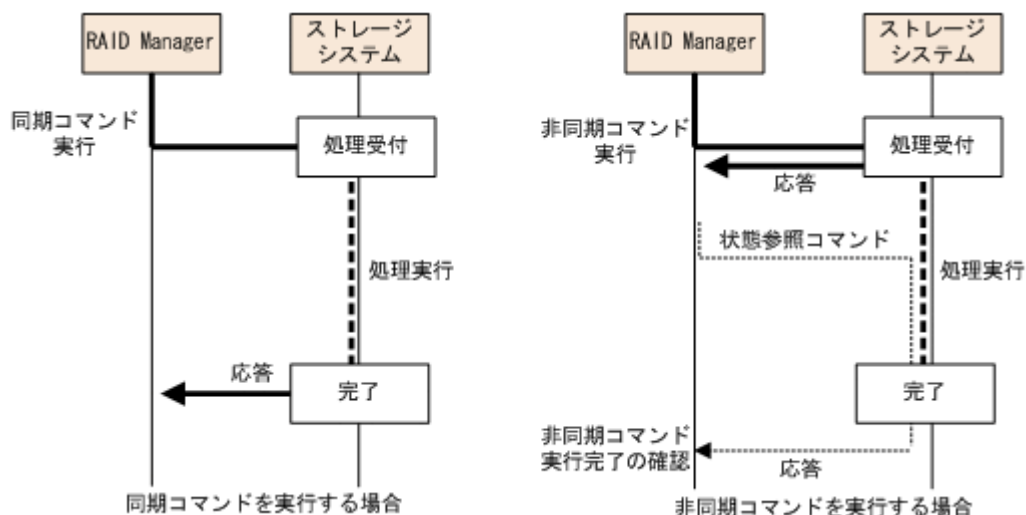 RAID Manager
ストレージ
システム
同期コマンド
実行
処理受付
処理実行
応答
完了
同期コマンドを実行する場合
RAID Manager
ストレージ
システム
非同期コマンド
実行
処理受付
応答
状態参照コマンド
処理実行
完了
非同期コマンド
実行完了の確認
応答
非同期コマンドを実行する場合